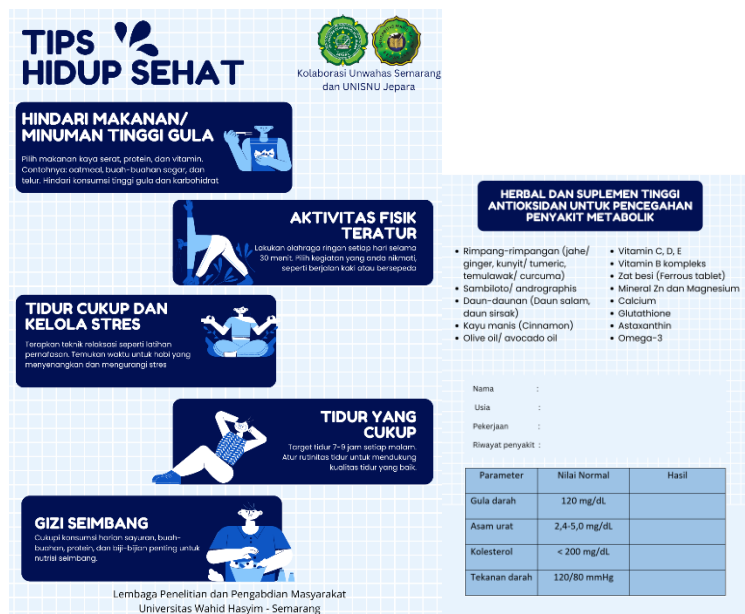 TIPS
HIDUP SEHAT
Kolaborasi Unwahas Semarang
dan UNISNU Jepara
HINDARI MAKANAN/
MINUMAN TINGGI GULA
Pilih makanan kaya serat, protein, dan vitamin.
Contohnya: oatmeal, buah-buahan segar, dan
telur. Hindari konsumsi tinggi gula dan karbohidrat
AKTIVITAS FISIK
TERATUR
Lakukan olahraga ringan setiap hari selama
30 menit. Pilih kegiatan yang anda nikmati,
seperti berjalan kaki atau bersepeda
TIDUR CUKUP DAN
KELOLA STRES
Terapkan teknik relaksasi seperti latihan
pernafasan. Temukan waktu untuk hobi yang
menyenangkan dan mengurangi stres
TIDUR YANG
CUKUP
Target tidur 7-9 jam setiap malam.
Atur rutinitas tidur untuk mendukung
kualitas tidur yang baik.
GIZI SEIMBANG
Cukupi konsumsi harian sayuran, buah-
buahan, protein, dan biji-bijian penting untuk
nutrisi seimbang.
Lembaga Penelitian dan Pengabdian Masyarakat
Universitas Wahid Hasyim - Semarang
HERBAL DAN SUPLEMEN TINGGI
ANTIOKSIDAN UNTUK PENCEGAHAN
PENYAKIT METABOLIK
• Rimpang-rimpangan (jahe/
ginger, kunyit/ tumeric,
temulawak/ curcuma)
• Sambiloto/ andrographis
• Daun-daunan (Daun salam,
daun sirsak)
• Kayu manis (Cinnamon)
• Olive oil/ avocado oil
• Vitamin C, D, E
• Vitamin B kompleks
• Zat besi (Ferrous tablet)
• Mineral Zn dan Magnesium
• Calcium
• Glutathione
• Astaxanthin
• Omega-3
Nama :
Usia :
Pekerjaan :
Riwayat penyakit :
Parameter Nilai Normal Hasil
Gula darah 120 mg/dL
Asam urat 2,4-5,0 mg/dL
Kolesterol < 200 mg/dL
Tekanan darah 120/80 mmHg